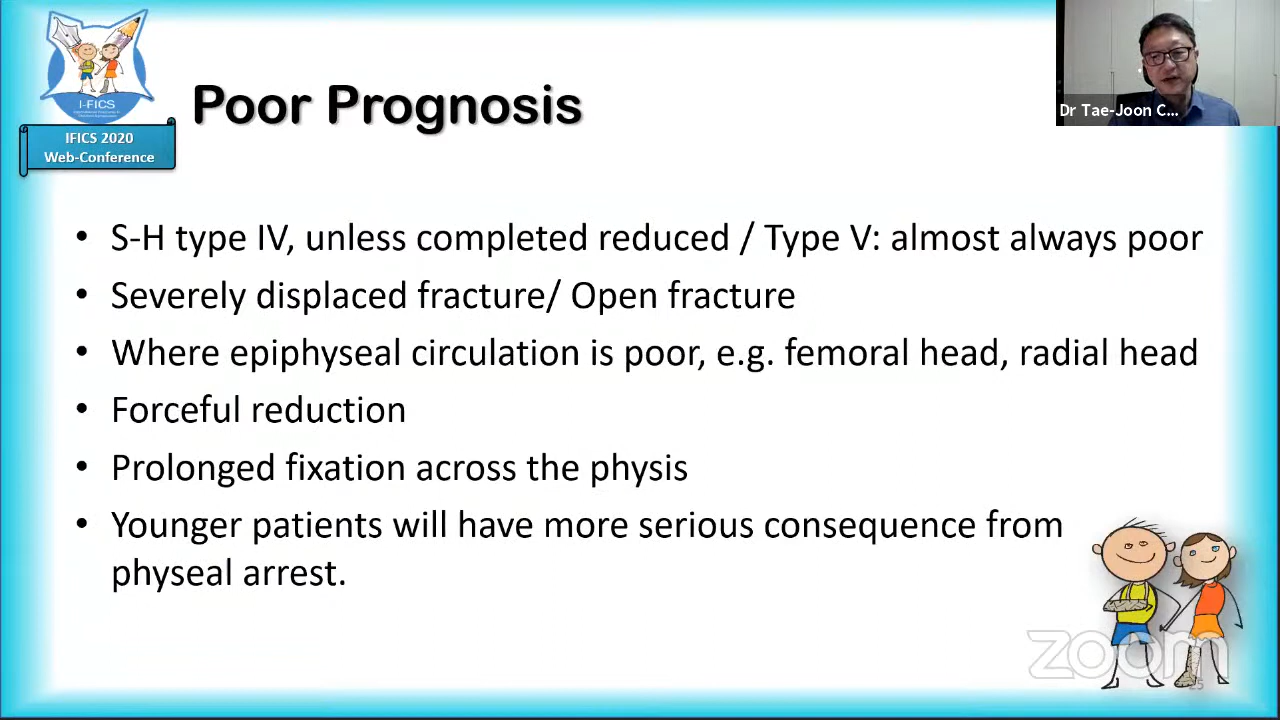 I-FICS
IFICS 2020
Web-Conference
Poor Prognosis
Dr Tae-Joon C...
• S-H type IV, unless completed reduced / Type V: almost always poor
• Severely displaced fracture/ Open fracture
• Where epiphyseal circulation is poor, e.g. femoral head, radial head
• Forceful reduction
• Prolonged fixation across the physis
• Younger patients will have more serious consequence from
physeal arrest.
zoom